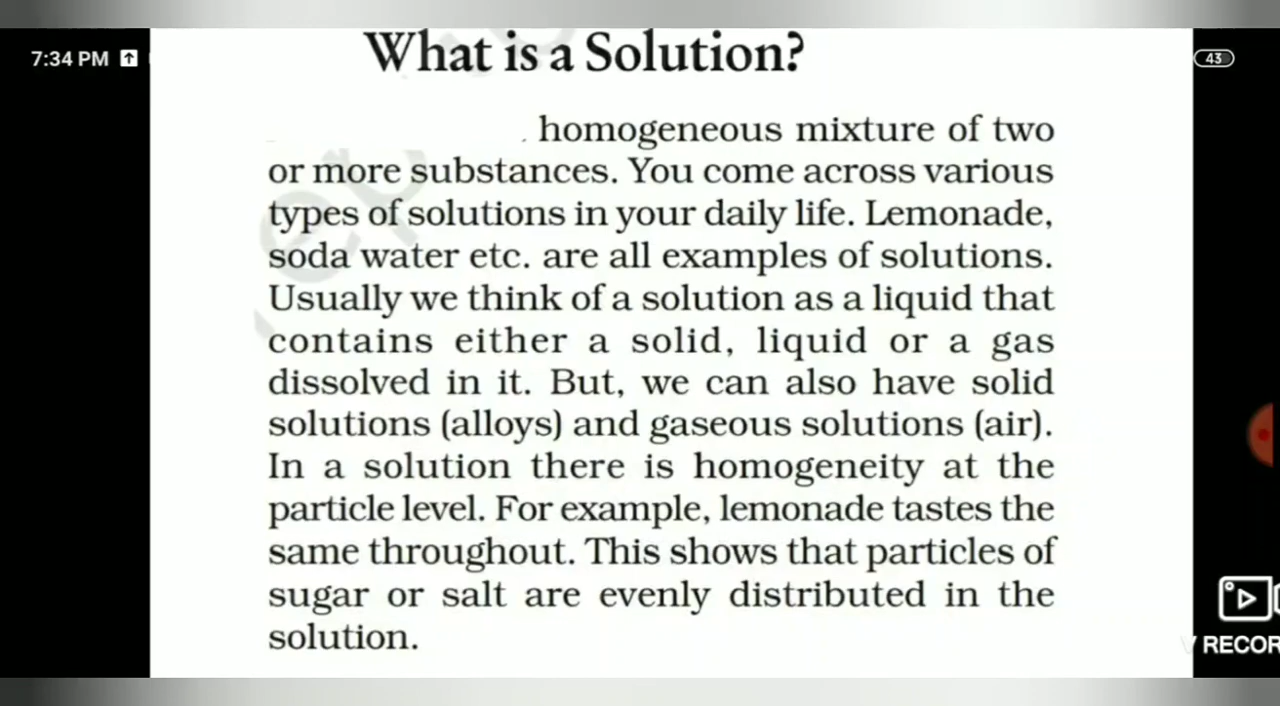 7:34 PM
43
What is a Solution?
homogeneous mixture of two
or more substances. You come across various
types of solutions in your daily life. Lemonade,
soda water etc. are all examples of solutions.
Usually we think of a solution as a liquid that
contains either a solid, liquid or a gas
dissolved in it. But, we can also have solid
solutions (alloys) and gaseous solutions (air).
In a solution there is homogeneity at the
particle level. For example, lemonade tastes the
same throughout. This shows that particles of
sugar or salt are evenly distributed in the
solution.
V RECOR